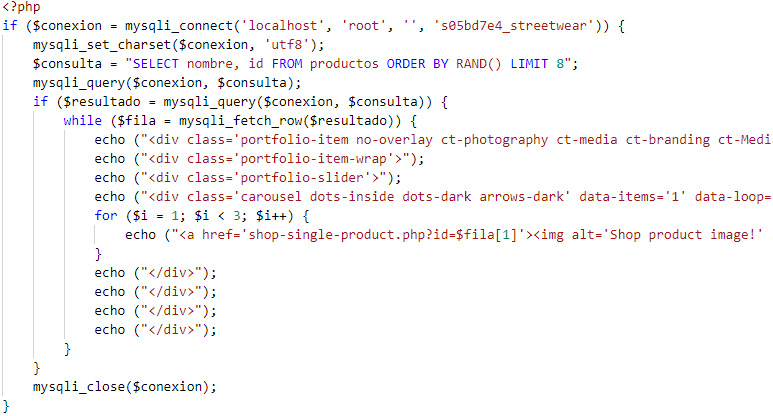 <?php
if ($conexion = mysqli_connect('localhost', 'root', '', 's05bd7e4_streetwear')) {
    mysqli_set_charset($conexion, 'utf8');
    $consulta = "SELECT nombre, id FROM productos ORDER BY RAND() LIMIT 8";
    mysqli_query($conexion, $consulta);
    if ($resultado = mysqli_query($conexion, $consulta)) {
        while ($fila = mysqli_fetch_row($resultado)) {
            echo ("<div class='portfolio-item no-overlay ct-photography ct-media ct-branding ct-Medi
            echo ("<div class='portfolio-item-wrap'>");
            echo ("<div class='portfolio-slider'>");
            echo ("<div class='carousel dots-inside dots-dark arrows-dark' data-items='1' data-loop=
            for ($i = 1; $i < 3; $i++) {
                echo ("<a href='shop-single-product.php?id=$fila[1]'><img alt='Shop product image!'
            }
            echo ("</div>");
            echo ("</div>");
            echo ("</div>");
            echo ("</div>");
        }
    }
    mysqli_close($conexion);
}